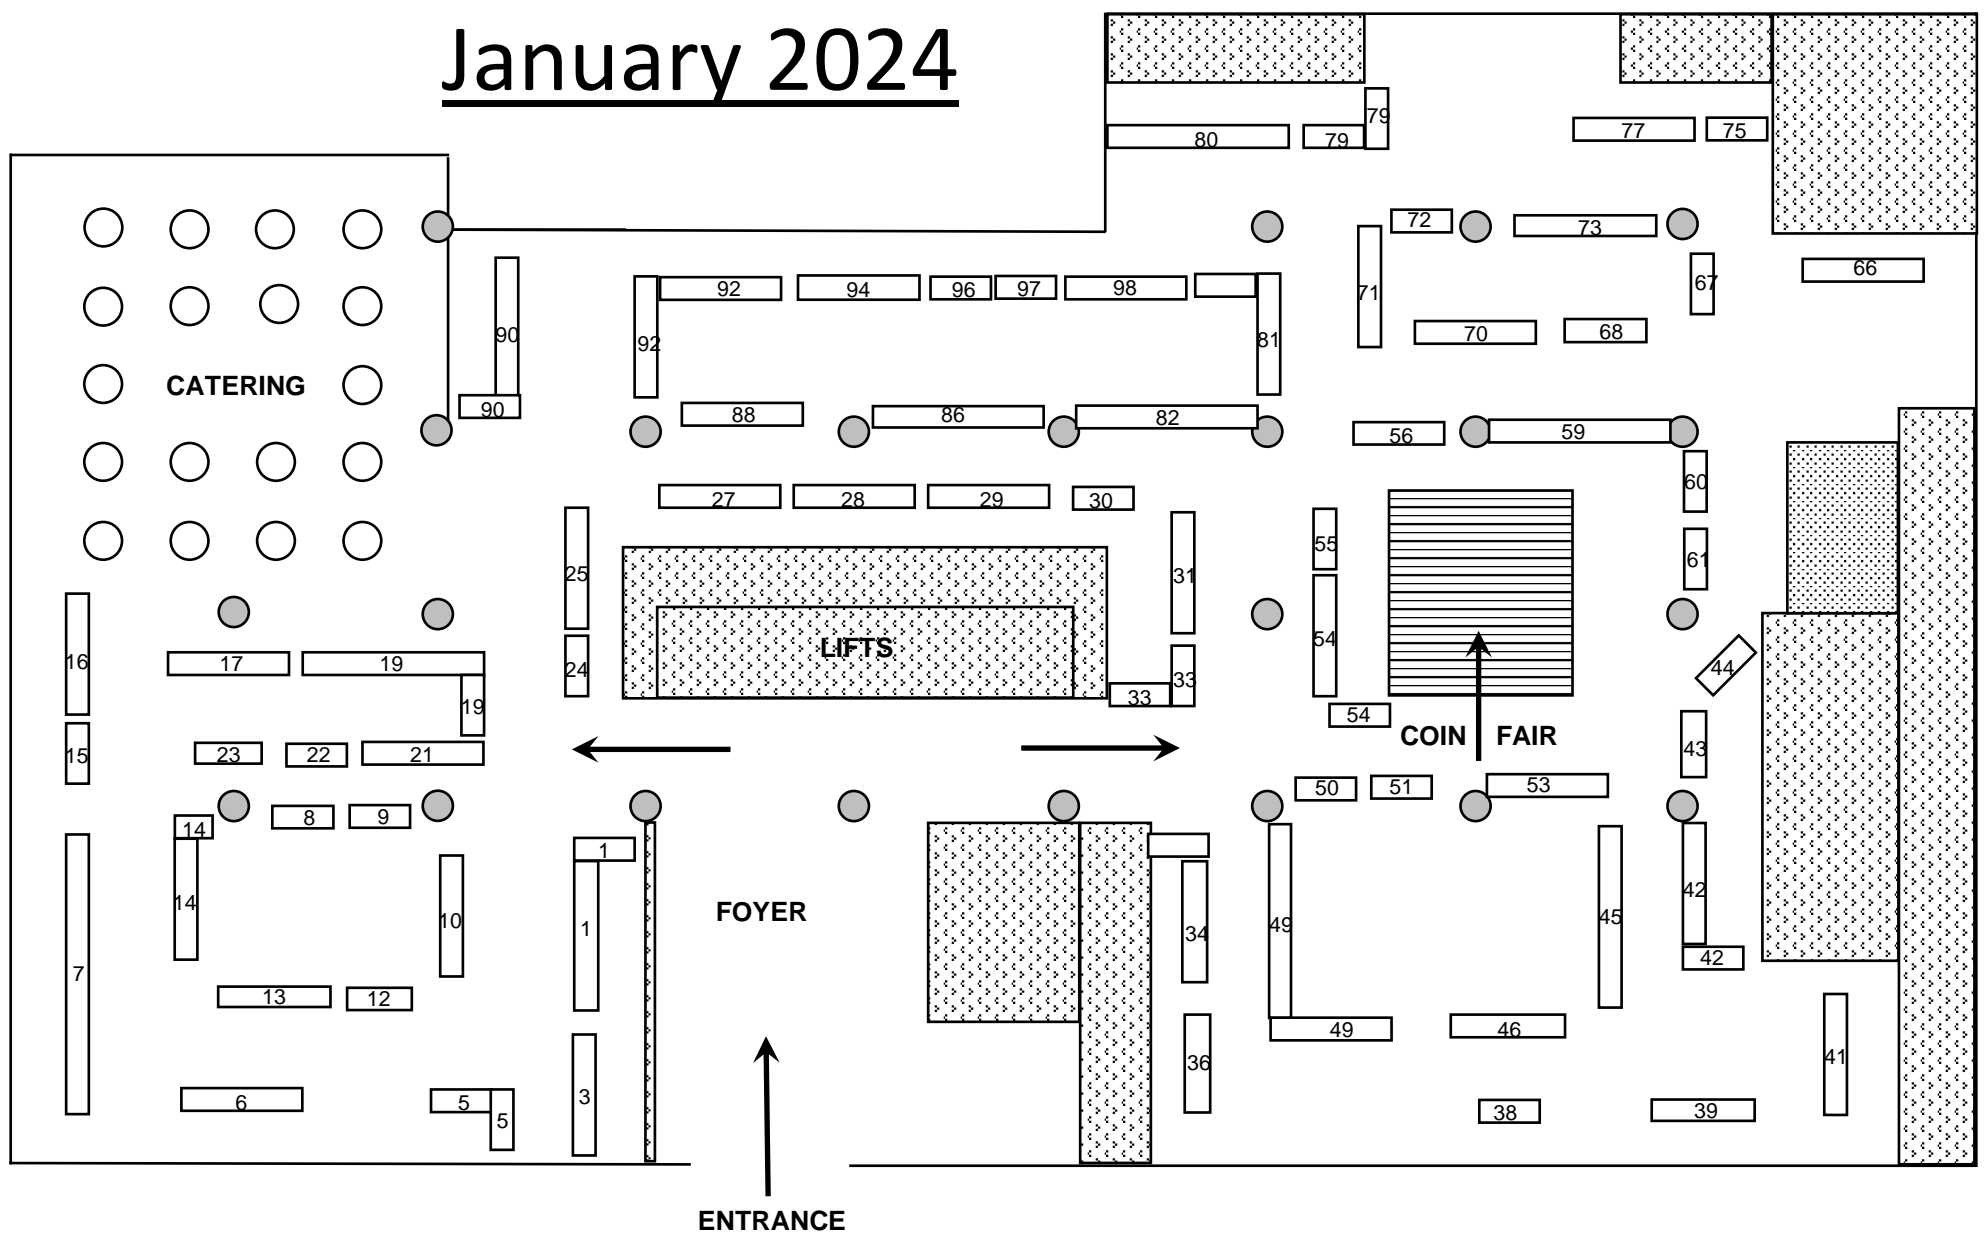 January 2024
79
80 79 77 75
72 73
71 67 66
92 94 96 97 98
90 92 81
70 68
CATERING
90 88 86 82 56 59
60
27 28 29 30
25 31 55 61
16 17 19 LIFTS 24 33 33 54 44
19 54
COIN FAIR
15 23 22 21 43
50 51 53
14 8 9
1
14 10 1 FOYER 34 49 45 42
42
7 13 12 49 46
36 41
6 5 5 3 38 39
ENTRANCE